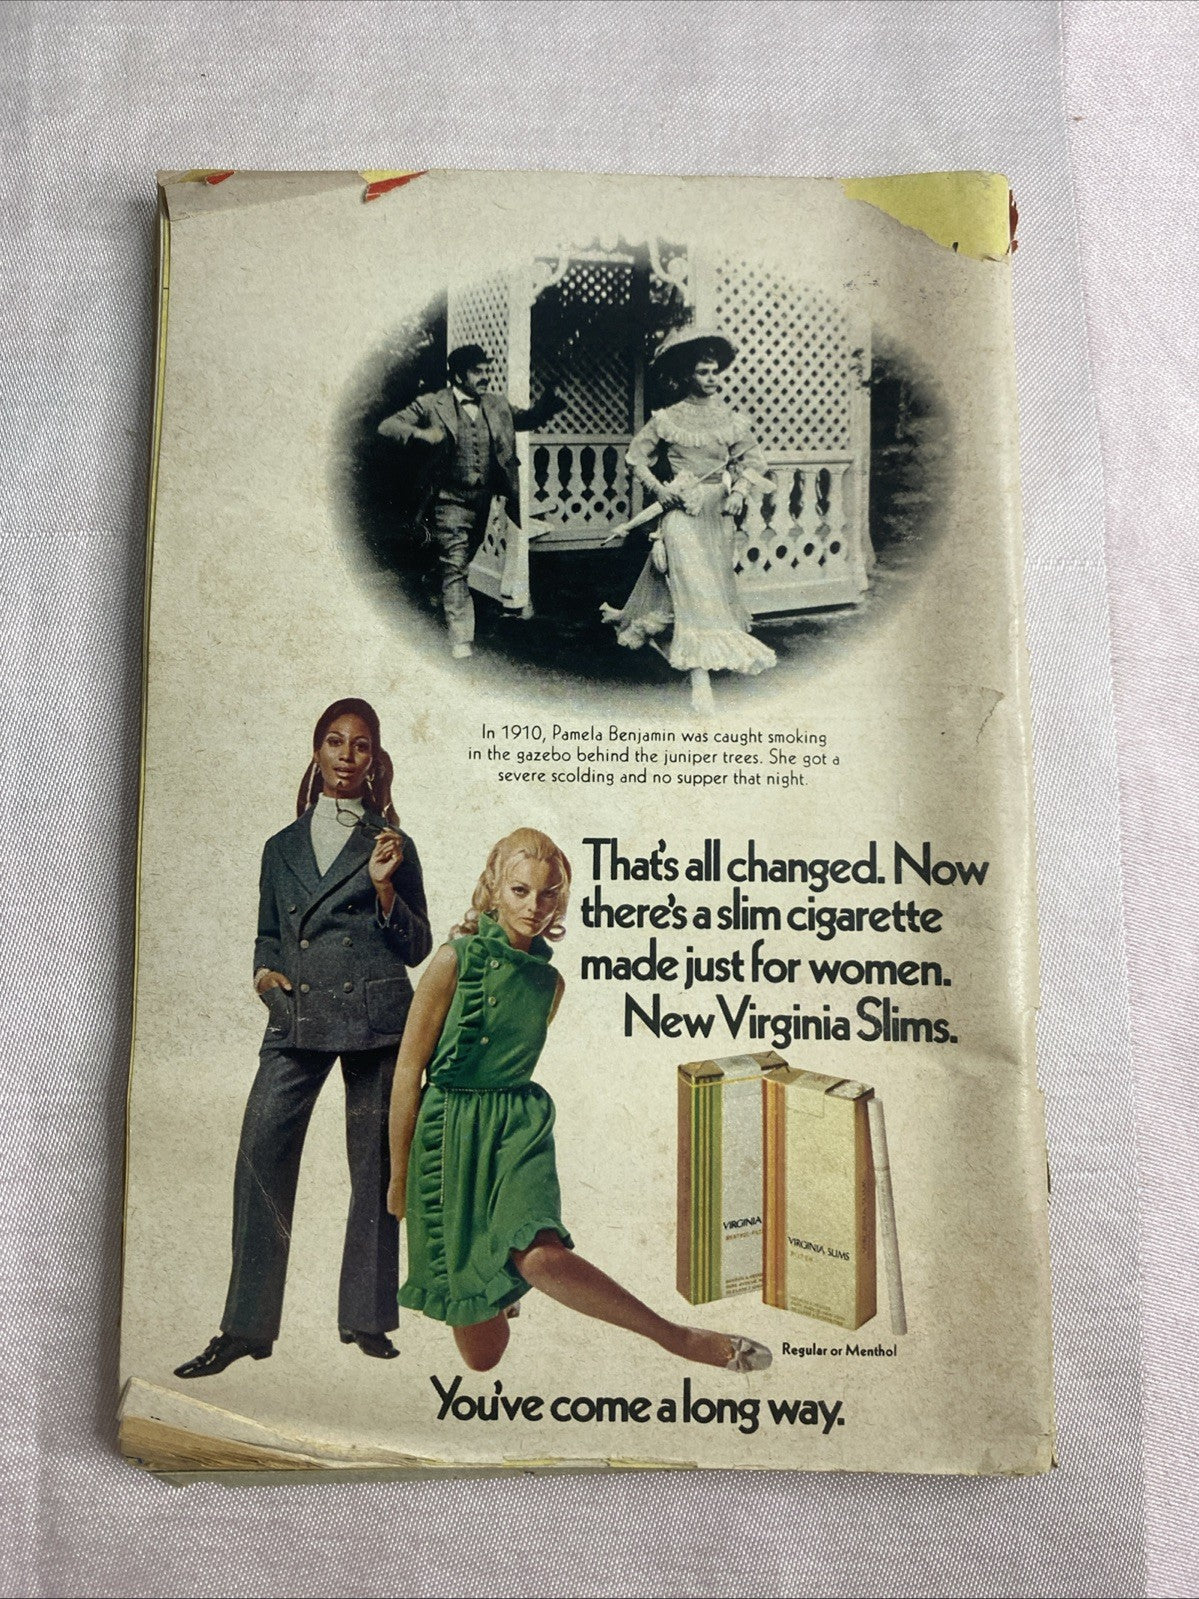 In 1910, Pamela Benjamin was caught smoking
in the gazebo behind the juniper trees. She got a
severe scolding and no supper that night.
That's all changed. Now
there's a slim cigarette
made just for women.
New Virginia Slims.
VIRGINIA
MENTHOL
VIRGINIA SLIMS
FILTER
Regular or Menthol
You've come a long way.